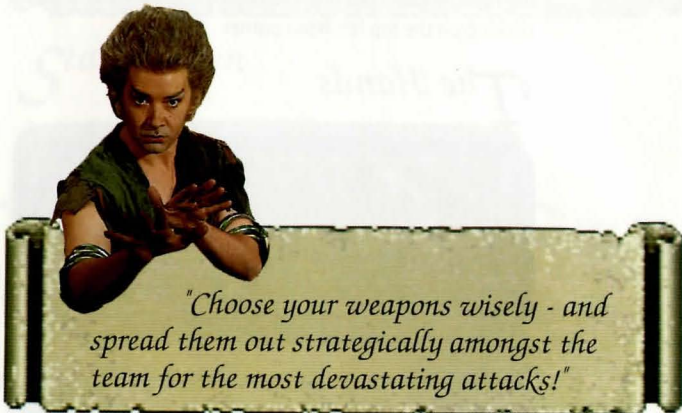 "Choose your weapons wisely - and
spread them out strategically amongst the
team for the most devastating attacks!"